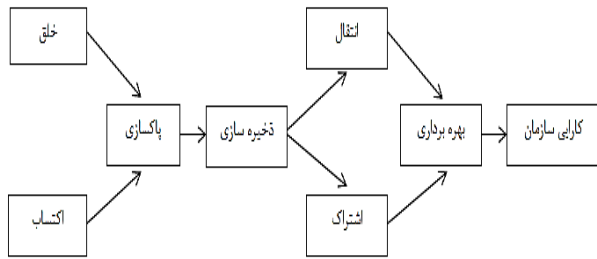 خلق
انتقال
پاکسازی
ذخیره سازی
بهره برداری
کارایی سازمان
اکتساب
اشتراک